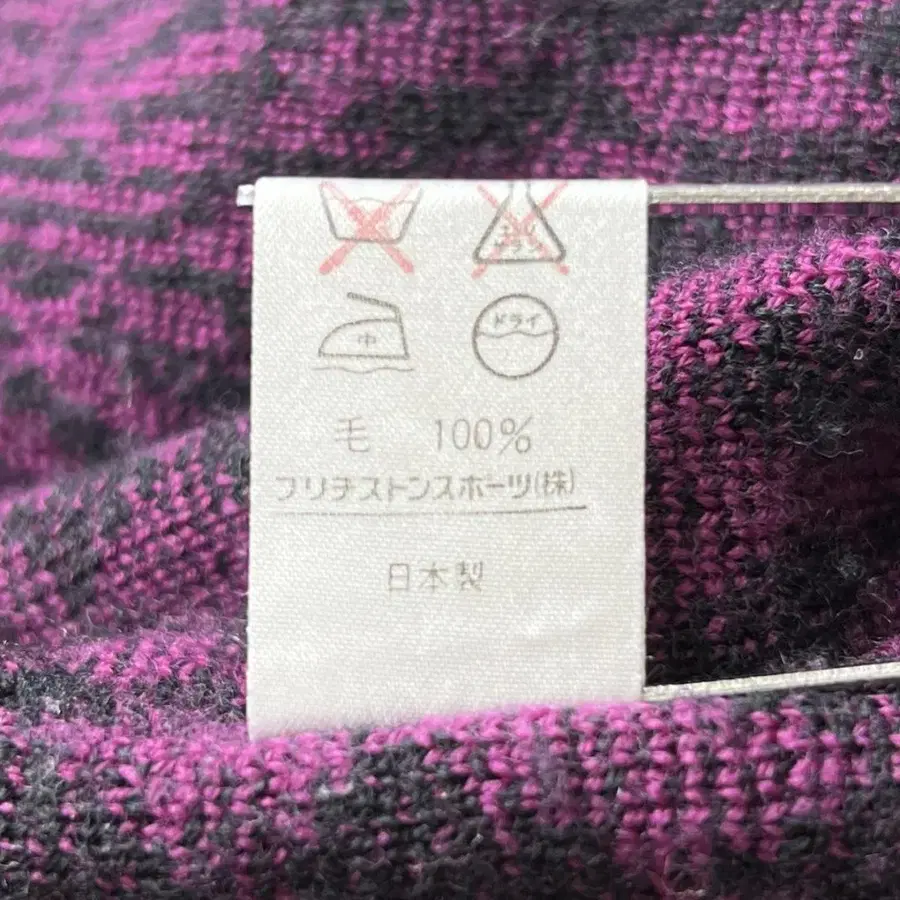 中
ドライ
毛 100%
ブリヂストンスポーツ(株)
日本製